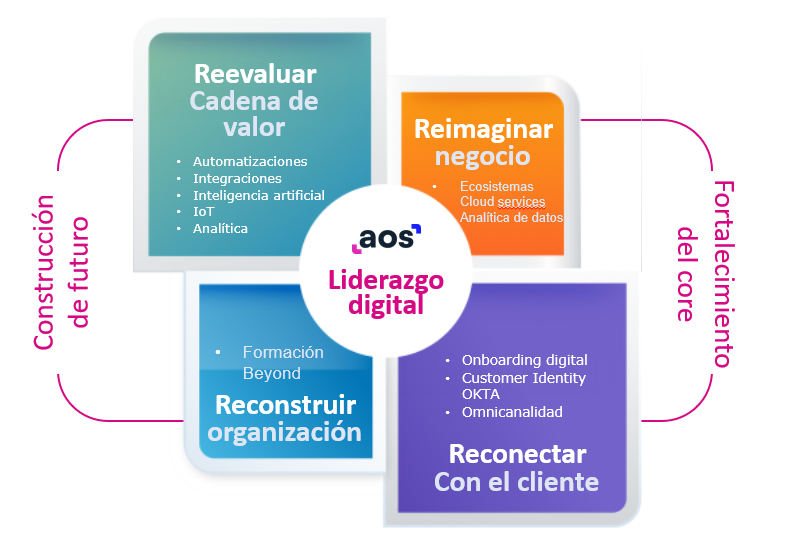 Reevaluar
Cadena de
valor
• Automatizaciones
• Integraciones
• Inteligencia artificial
• IoT
• Analítica
Reimaginar
negocio
• Ecosistemas
Cloud services
Analítica de datos
Construcción
de futuro
aos
Liderazgo
digital
Fortalecimiento
del core
• Formación
Beyond
Reconstruir
organización
• Onboarding digital
• Customer Identity
OKTA
• Omnicanalidad
Reconectar
Con el cliente